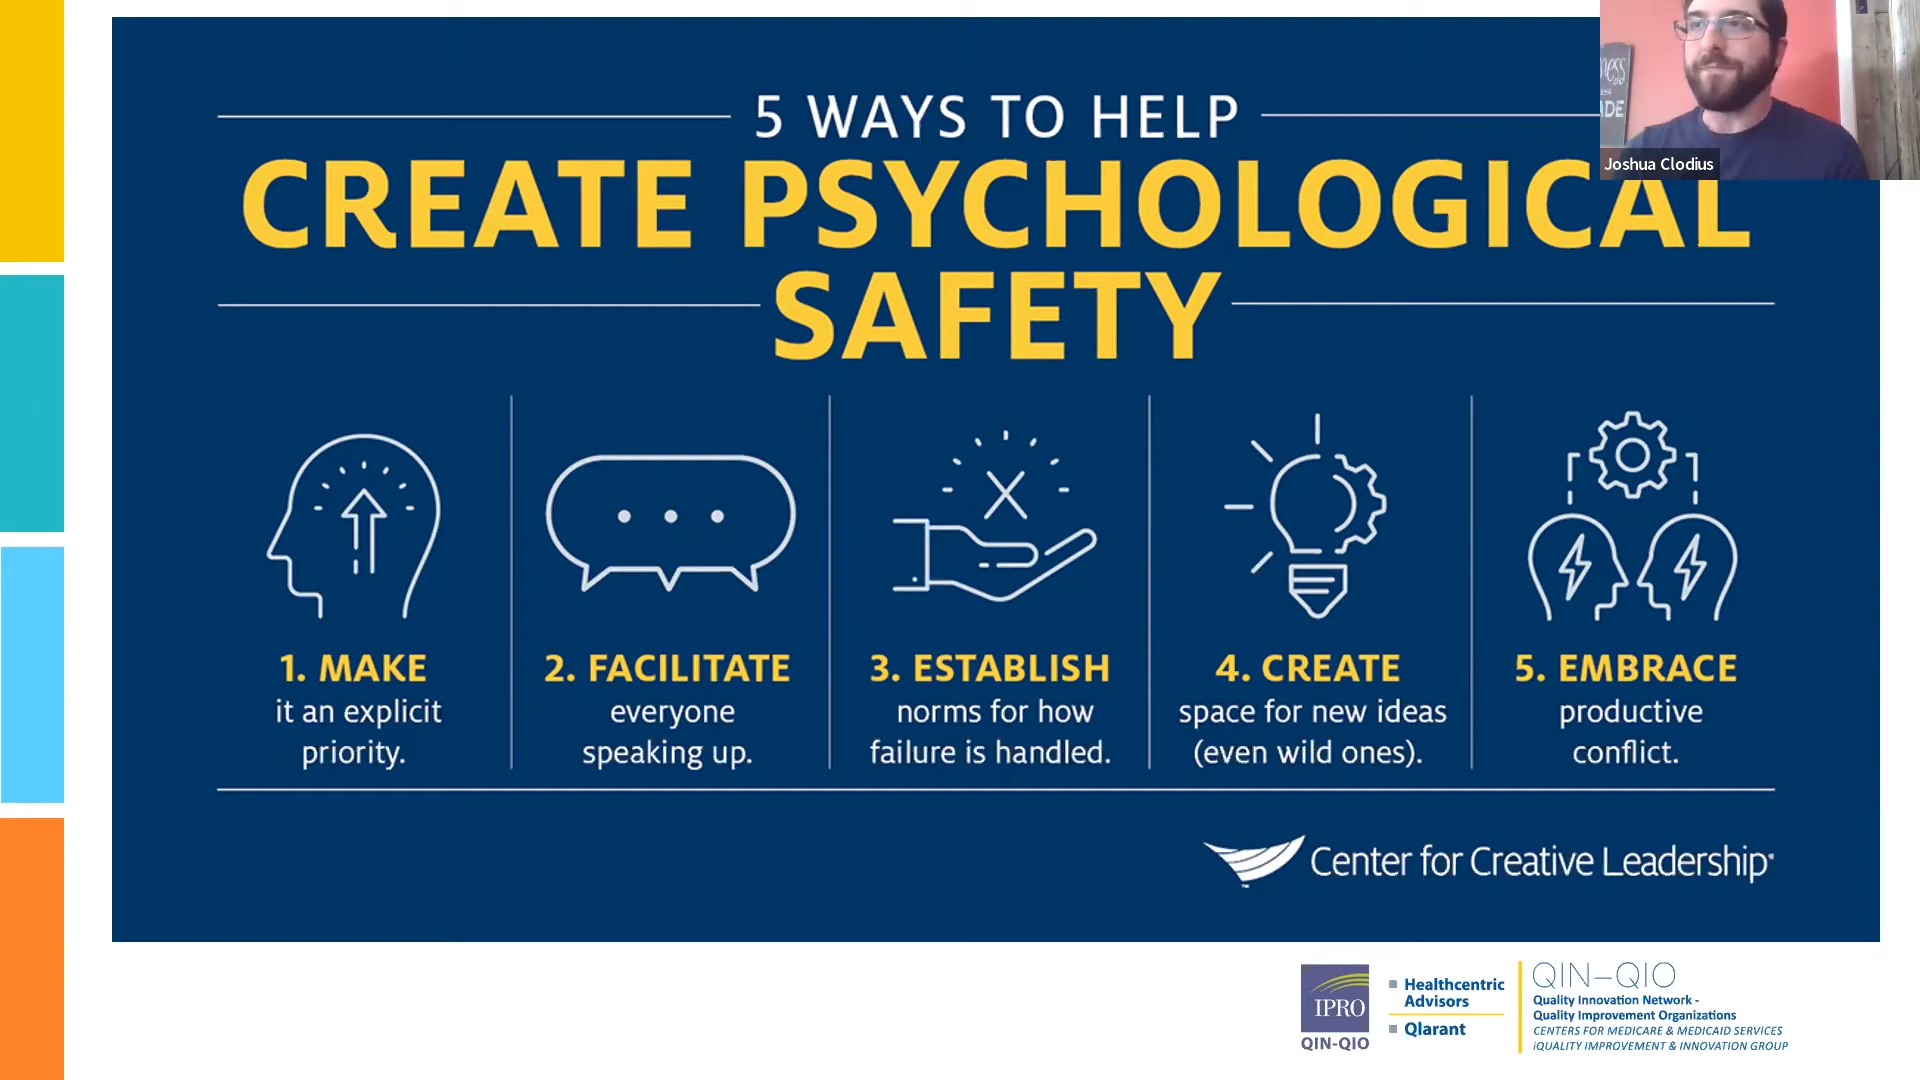 5 WAYS TO HELP
CREATE PSYCHOLOGICAL
SAFETY
1. MAKE
it an explicit
priority.
2. FACILITATE
everyone
speaking up.
3. ESTABLISH
norms for how
failure is handled.
4. CREATE
space for new ideas
(even wild ones).
5. EMBRACE
productive
conflict.
Center for Creative Leadership
ness
is
ADE
Joshua Clodius
IPRO
QIN-QIO
Healthcentric
Advisors
Qlarant
QIN–QIO
Quality Innovation Network -
Quality Improvement Organizations
CENTERS FOR MEDICARE & MEDICAID SERVICES
iQUALITY IMPROVEMENT & INNOVATION GROUP